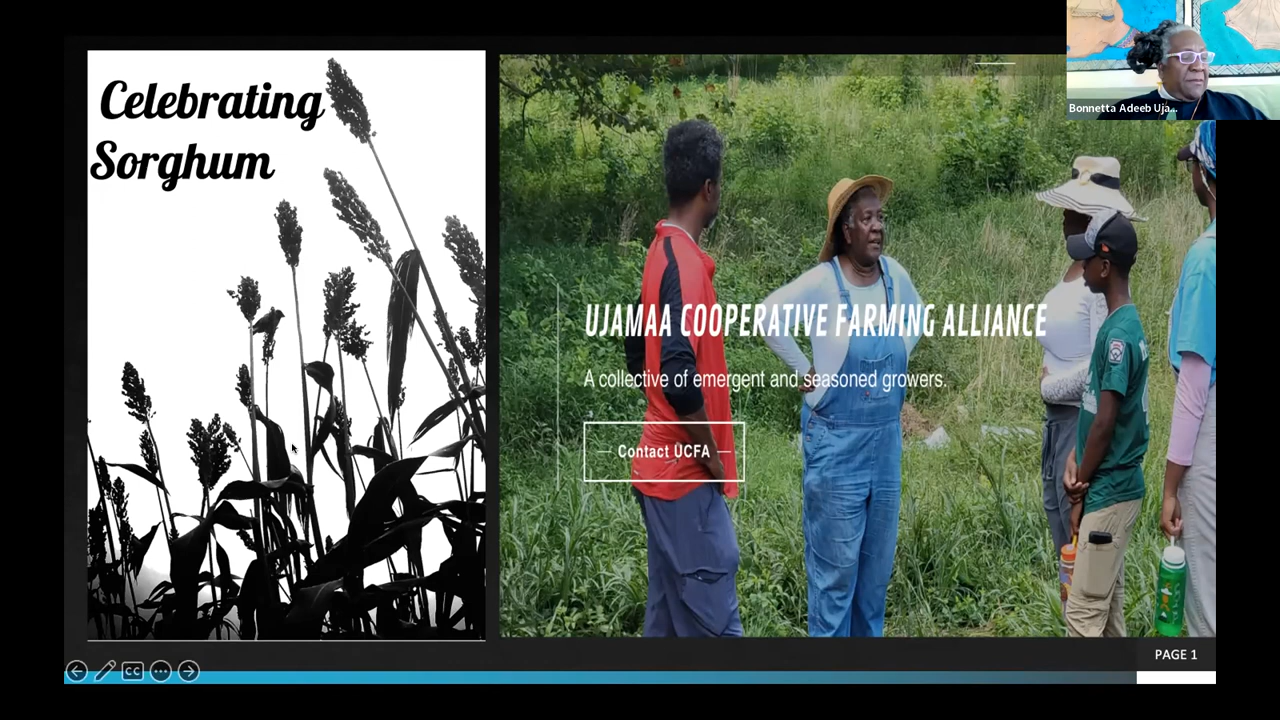 Celebrating
Sorghum
Bonnetta Adeeb Uja...
UJAMAA COOPERATIVE FARMING ALLIANCE
A collective of emergent and seasoned growers.
Contact UCFA
PAGE 1
CC